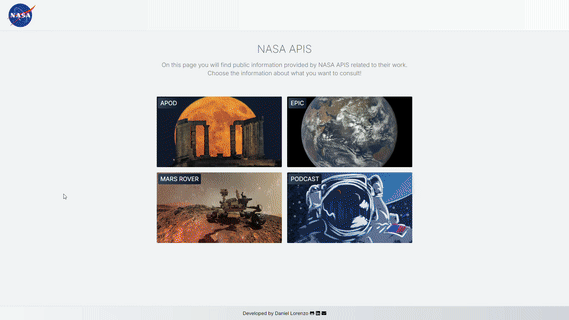 NASA
NASA APIS
On this page you will find public information provided by NASA APIS related to their work.
Choose the information about what you want to consult!
APOD
EPIC
MARS ROVER
PODCAST
Developed by Daniel Lorenzo